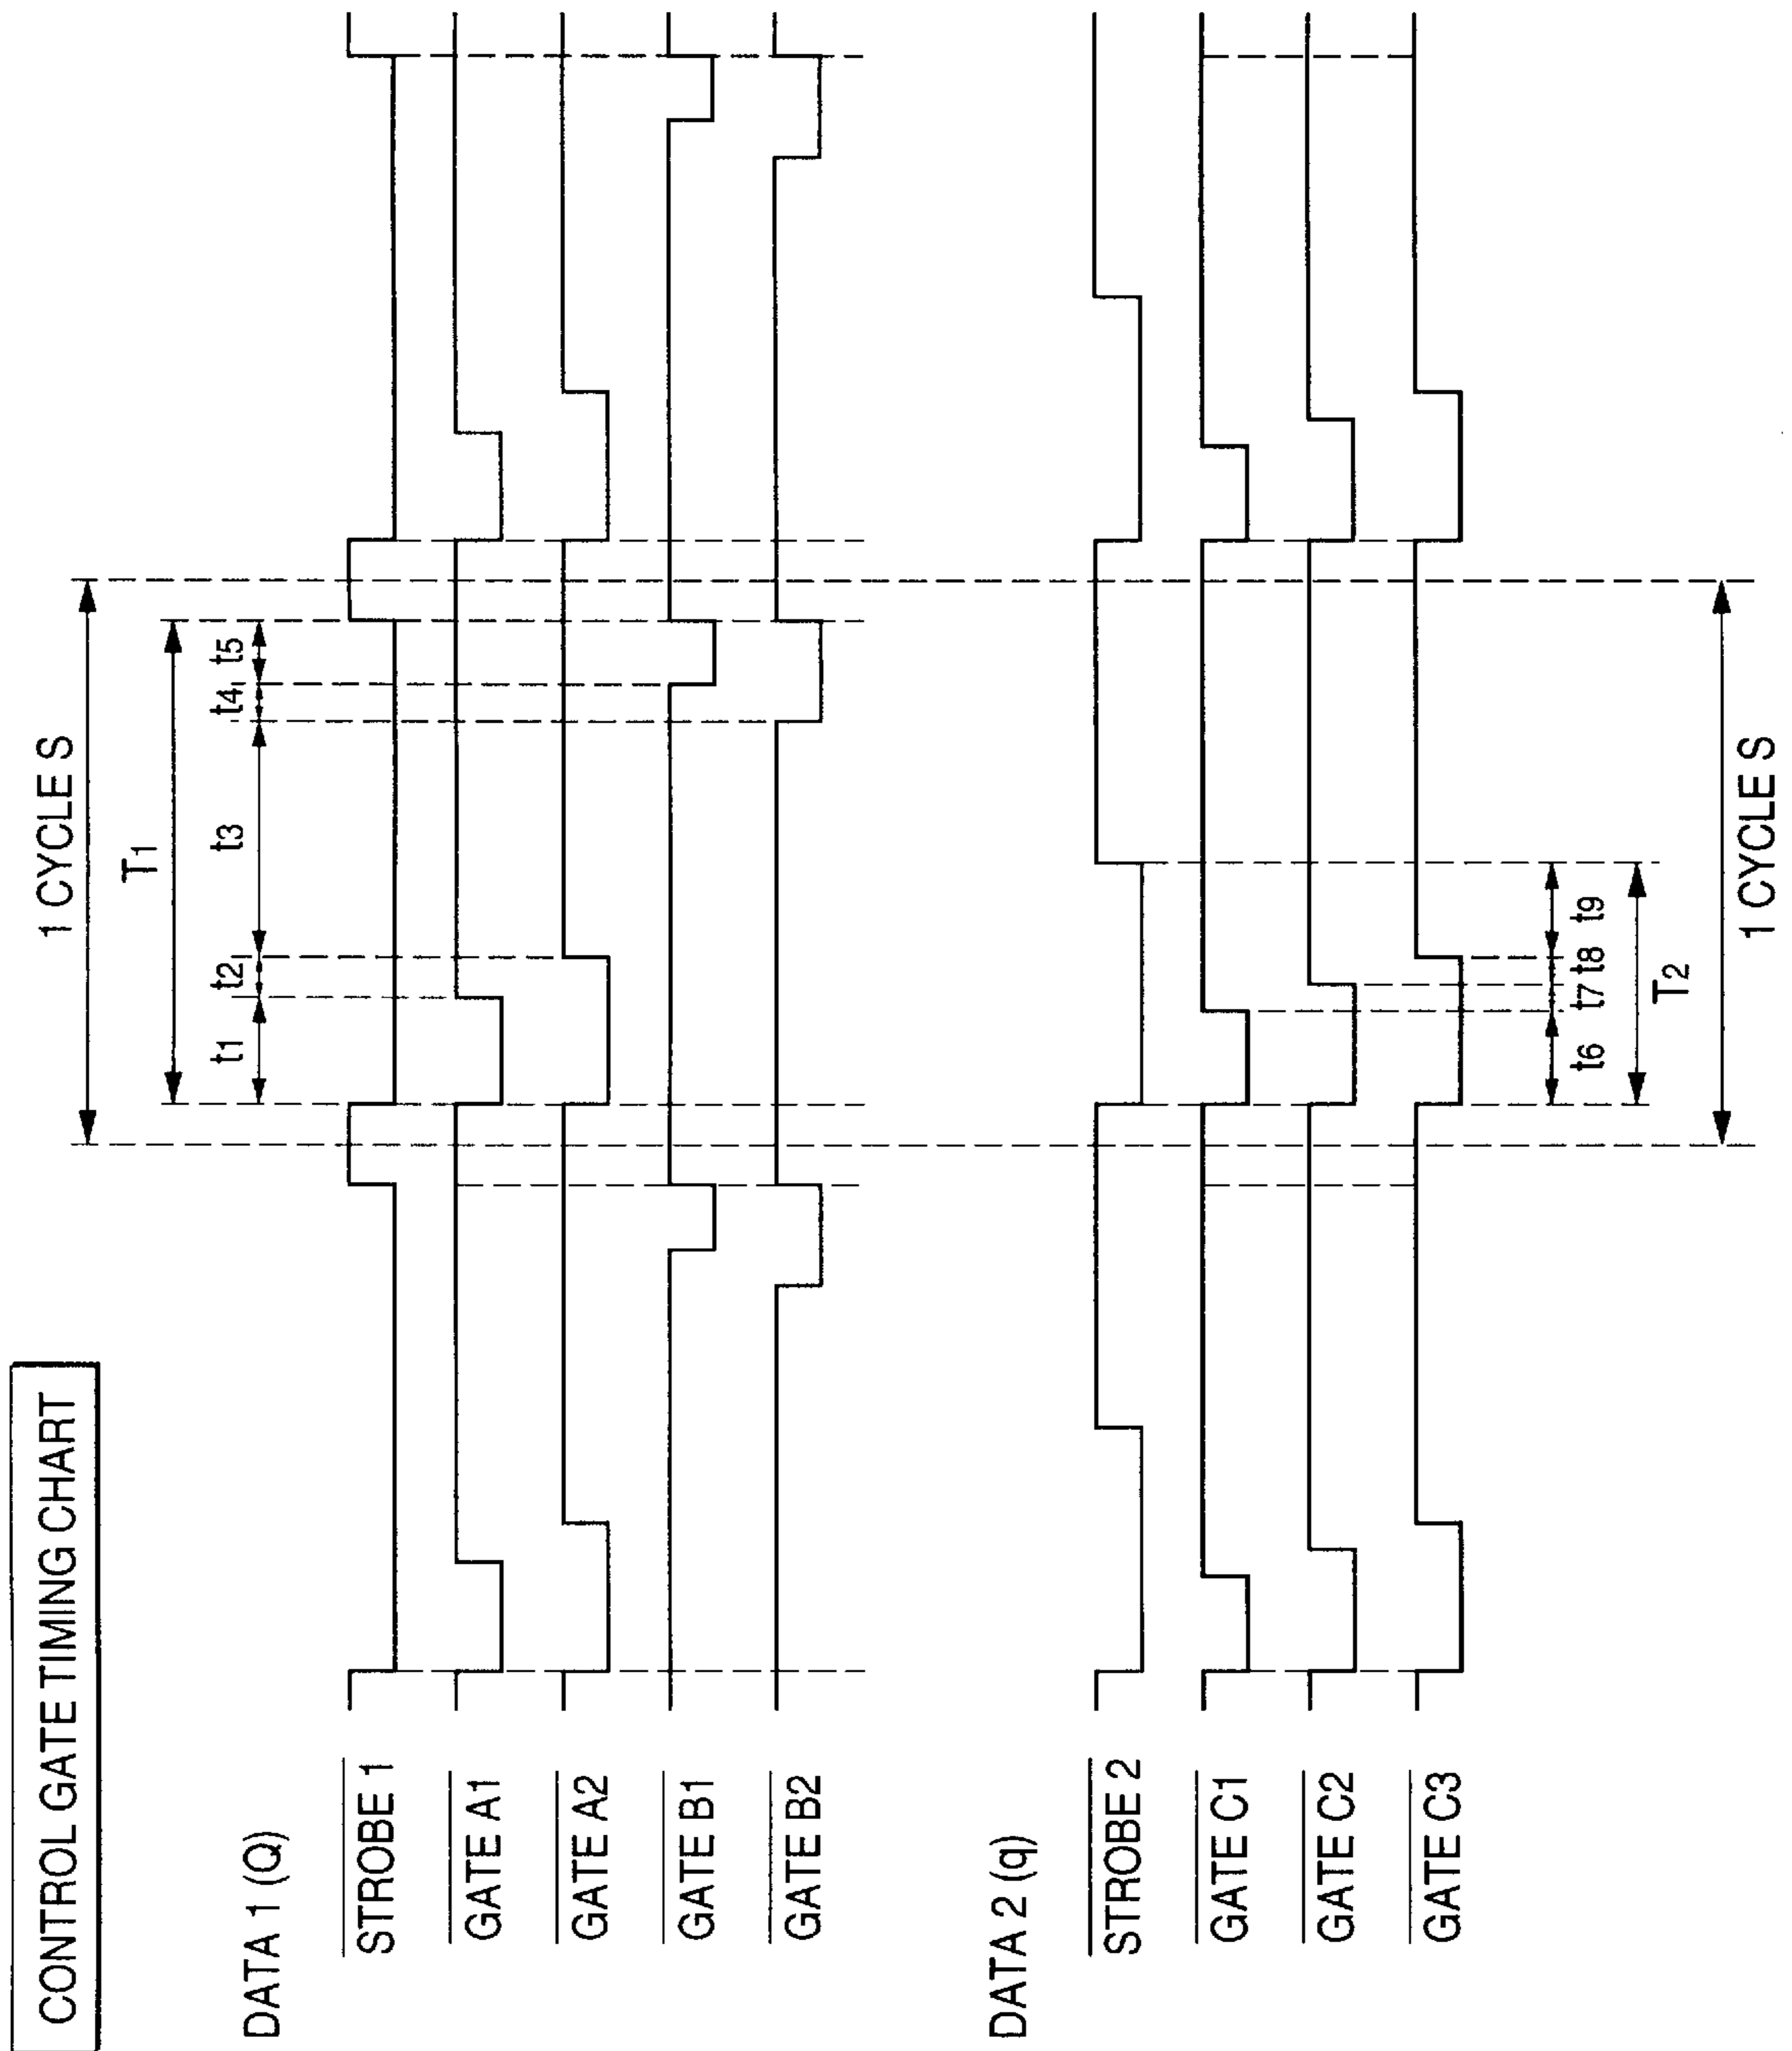 CONTROL GATE TIMING CHART
1 CYCLE S
T1
t1 t2 t3 t4 t5
DATA 1 (Q)
STROBE 1
GATE A1
GATE A2
GATE B1
GATE B2
DATA 2 (q)
STROBE 2
GATE C1
GATE C2
GATE C3
t6 t7 t8 t9
T2
1 CYCLE S